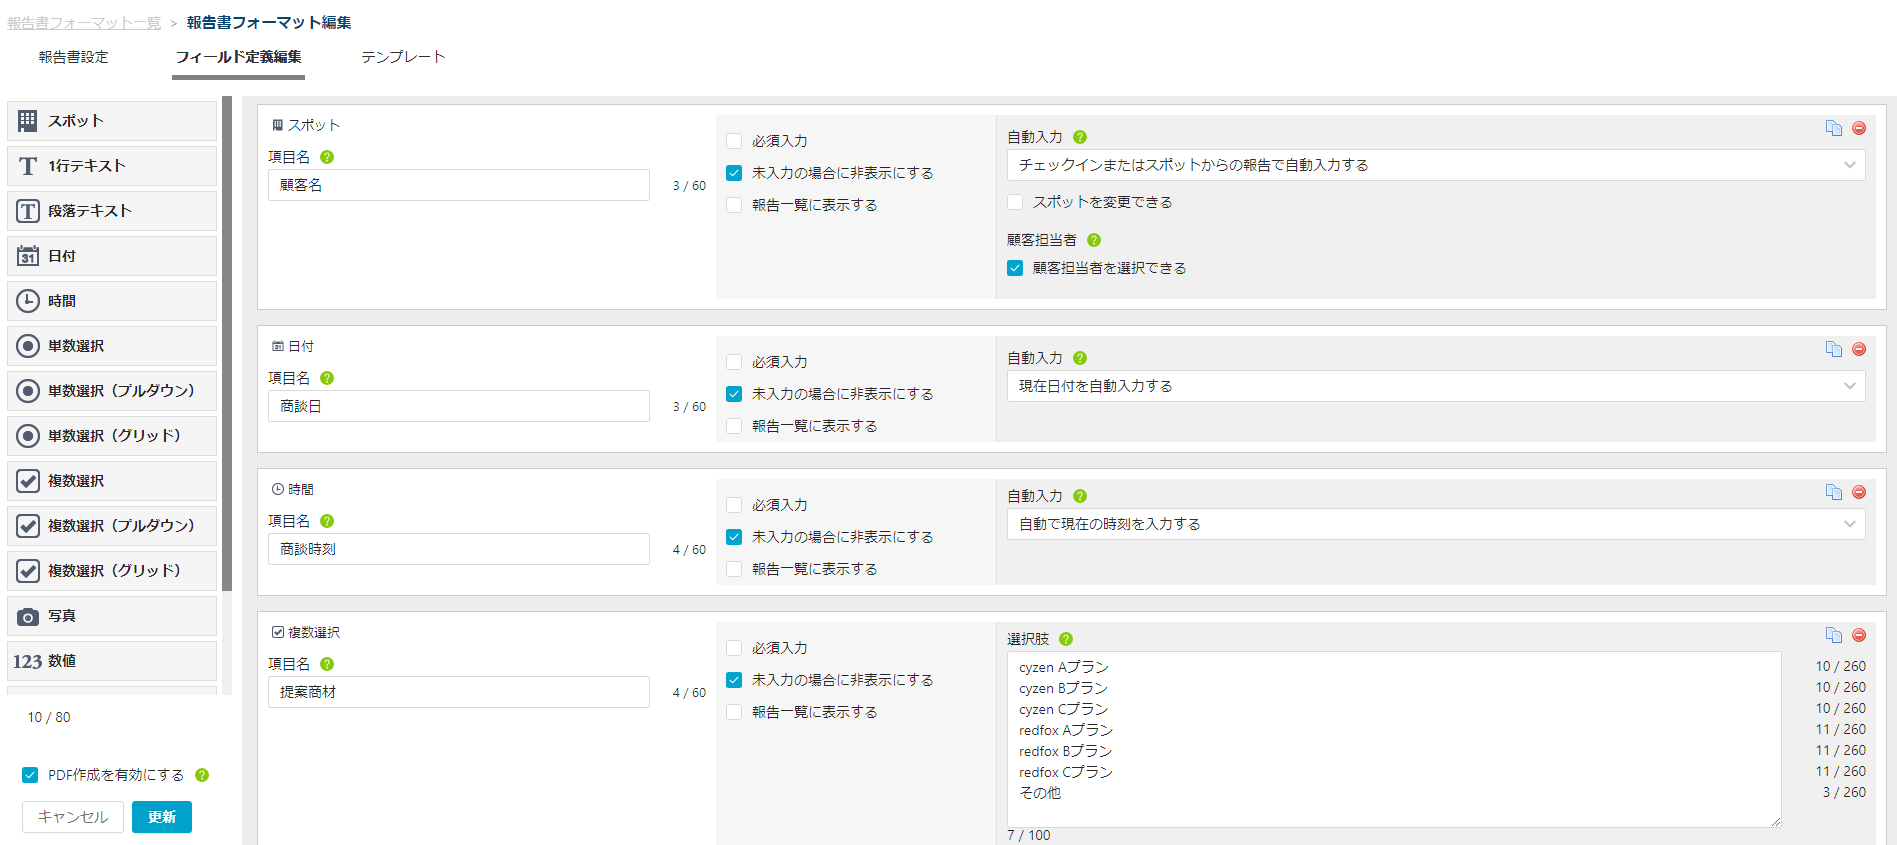 報告書フォーマット一覧 > 報告書フォーマット編集
報告書設定 フィールド定義編集 テンプレート
スポット
1行テキスト
段落テキスト
31 日付
時間
単数選択
単数選択（プルダウン）
単数選択（グリッド）
複数選択
複数選択（プルダウン）
複数選択（グリッド）
写真
123 数値
10 / 80
PDF作成を有効にする ?
キャンセル 更新
スポット
項目名 ?
顧客名 3 / 60
必須入力
未入力の場合に非表示にする
報告一覧に表示する
自動入力 ?
チェックインまたはスポットからの報告で自動入力する
スポットを変更できる
顧客担当者 ?
顧客担当者を選択できる
31 日付
項目名 ?
商談日 3 / 60
必須入力
未入力の場合に非表示にする
報告一覧に表示する
自動入力 ?
現在日付を自動入力する
時間
項目名 ?
商談時刻 4 / 60
必須入力
未入力の場合に非表示にする
報告一覧に表示する
自動入力 ?
自動で現在の時刻を入力する
複数選択
項目名 ?
提案商材 4 / 60
必須入力
未入力の場合に非表示にする
報告一覧に表示する
選択肢 ?
cyzen Aプラン 10 / 260
cyzen Bプラン 10 / 260
cyzen Cプラン 10 / 260
redfox Aプラン 11 / 260
redfox Bプラン 11 / 260
redfox Cプラン 11 / 260
その他 3 / 260
7 / 100